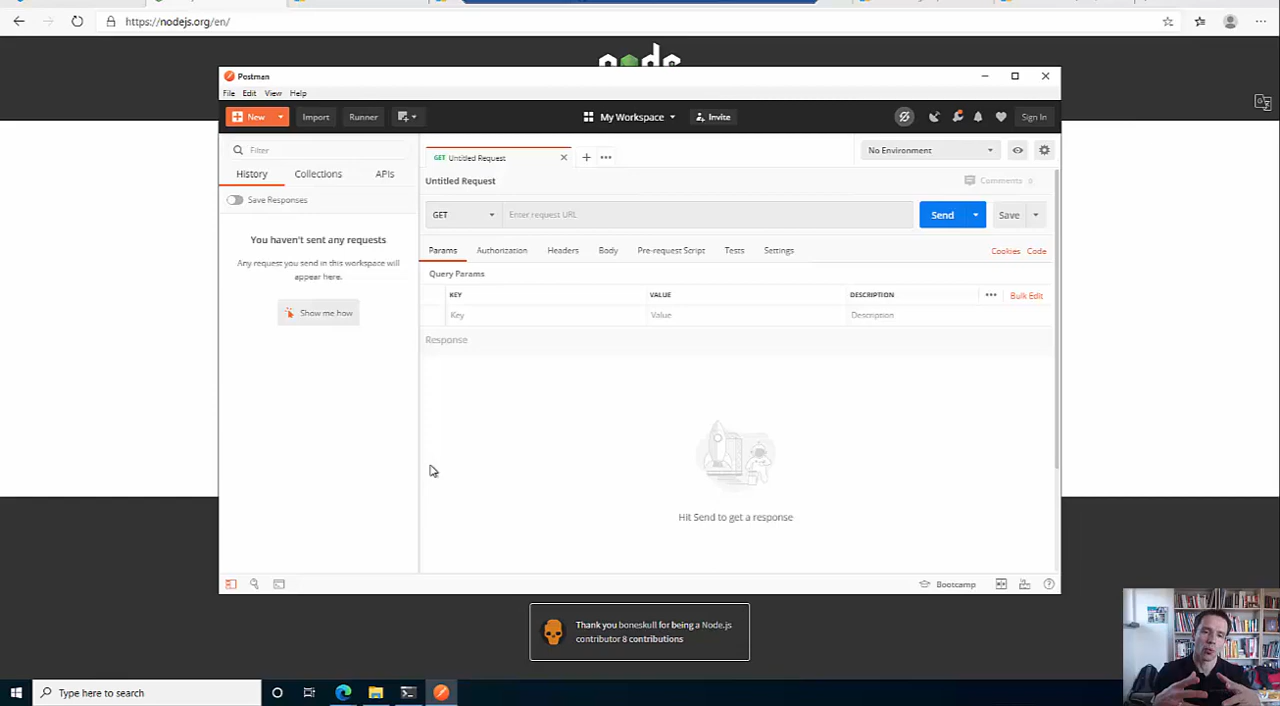 https://nodejs.org/en/
node
Postman
File Edit View Help
New Import Runner My Workspace Invite Sign In
Filter
History Collections APIs
Save Responses
You haven't sent any requests
Any request you send in this workspace will
appear here.
Show me how
GET Untitled Request
No Environment
Untitled Request
Comments 0
GET Enter request URL Send Save
Params Authorization Headers Body Pre-request Script Tests Settings Cookies Code
Query Params
KEY VALUE DESCRIPTION Bulk Edit
Key Value Description
Response
Hit Send to get a response
Bootcamp
Thank you boneskull for being a Node.js
contributor 8 contributions
Type here to search